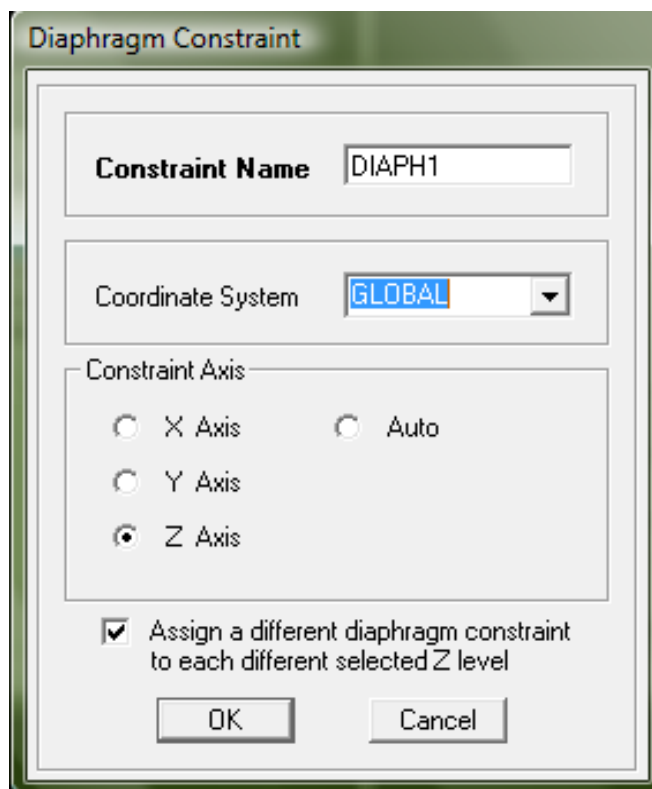 Diaphragm Constraint
Constraint Name DIAPH1
Coordinate System GLOBAL
Constraint Axis
X Axis Auto
Y Axis
Z Axis
Assign a different diaphragm constraint
to each different selected Z level
OK Cancel